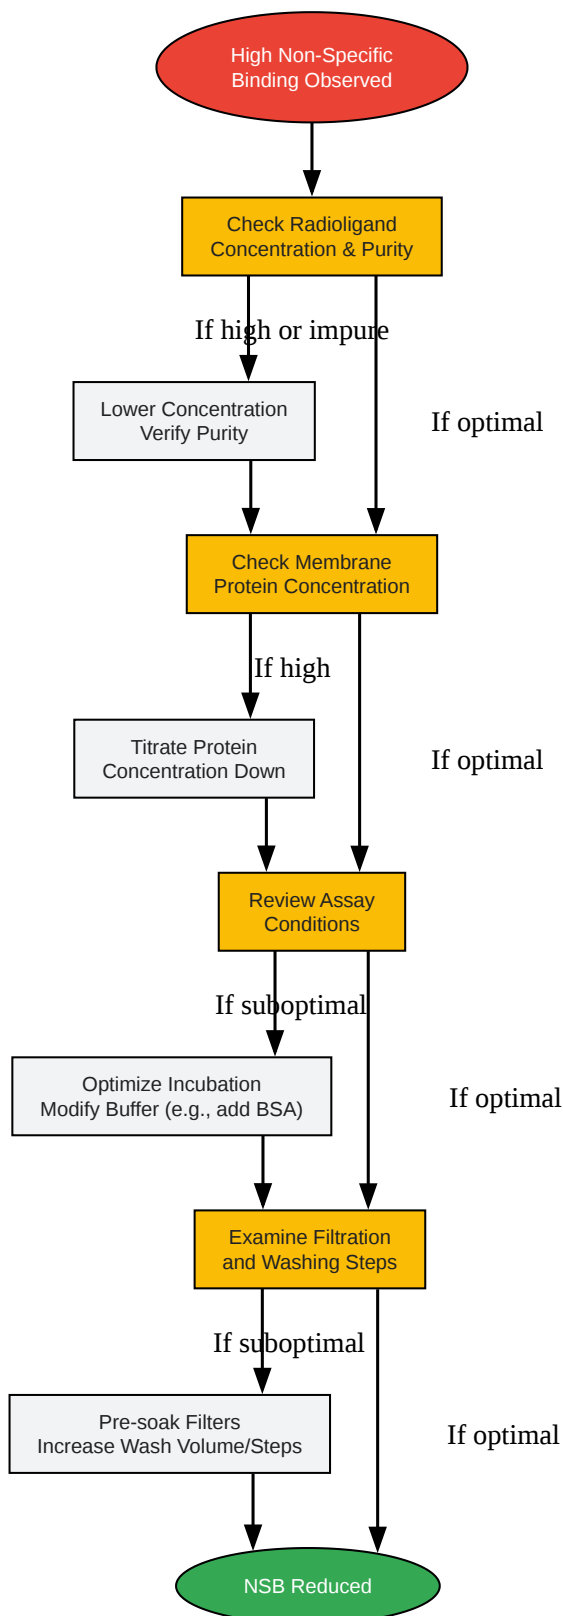 High Non-Specific
Binding Observed
Check Radioligand
Concentration & Purity
If high or impure
Lower Concentration
Verify Purity
If optimal
Check Membrane
Protein Concentration
If high
Titrate Protein
Concentration Down
If optimal
Review Assay
Conditions
If suboptimal
Optimize Incubation
Modify Buffer (e.g., add BSA)
If optimal
Examine Filtration
and Washing Steps
If suboptimal
Pre-soak Filters
Increase Wash Volume/Steps
If optimal
NSB Reduced